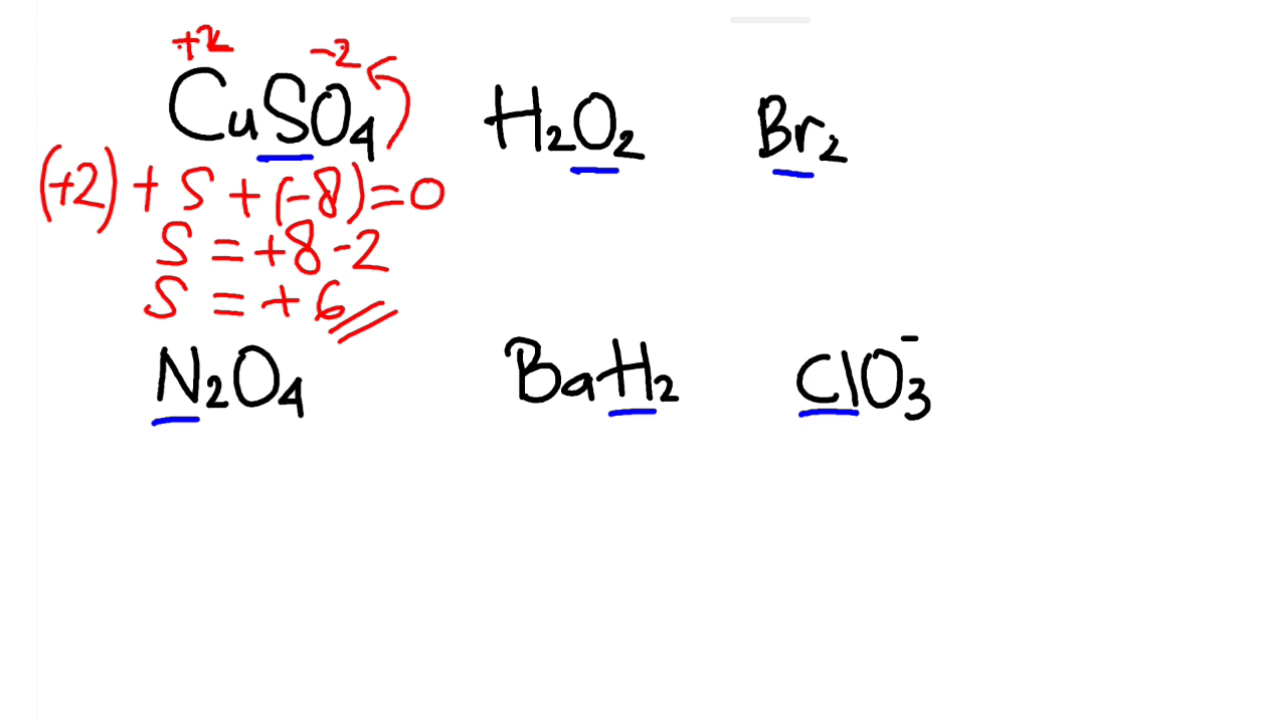 +2 -2
CuSO₄ H₂O₂ Br₂
(+2) + S + (-8) = 0
S = +8 - 2
S = + 6
N₂O₄ BaH₂ ClO₃⁻